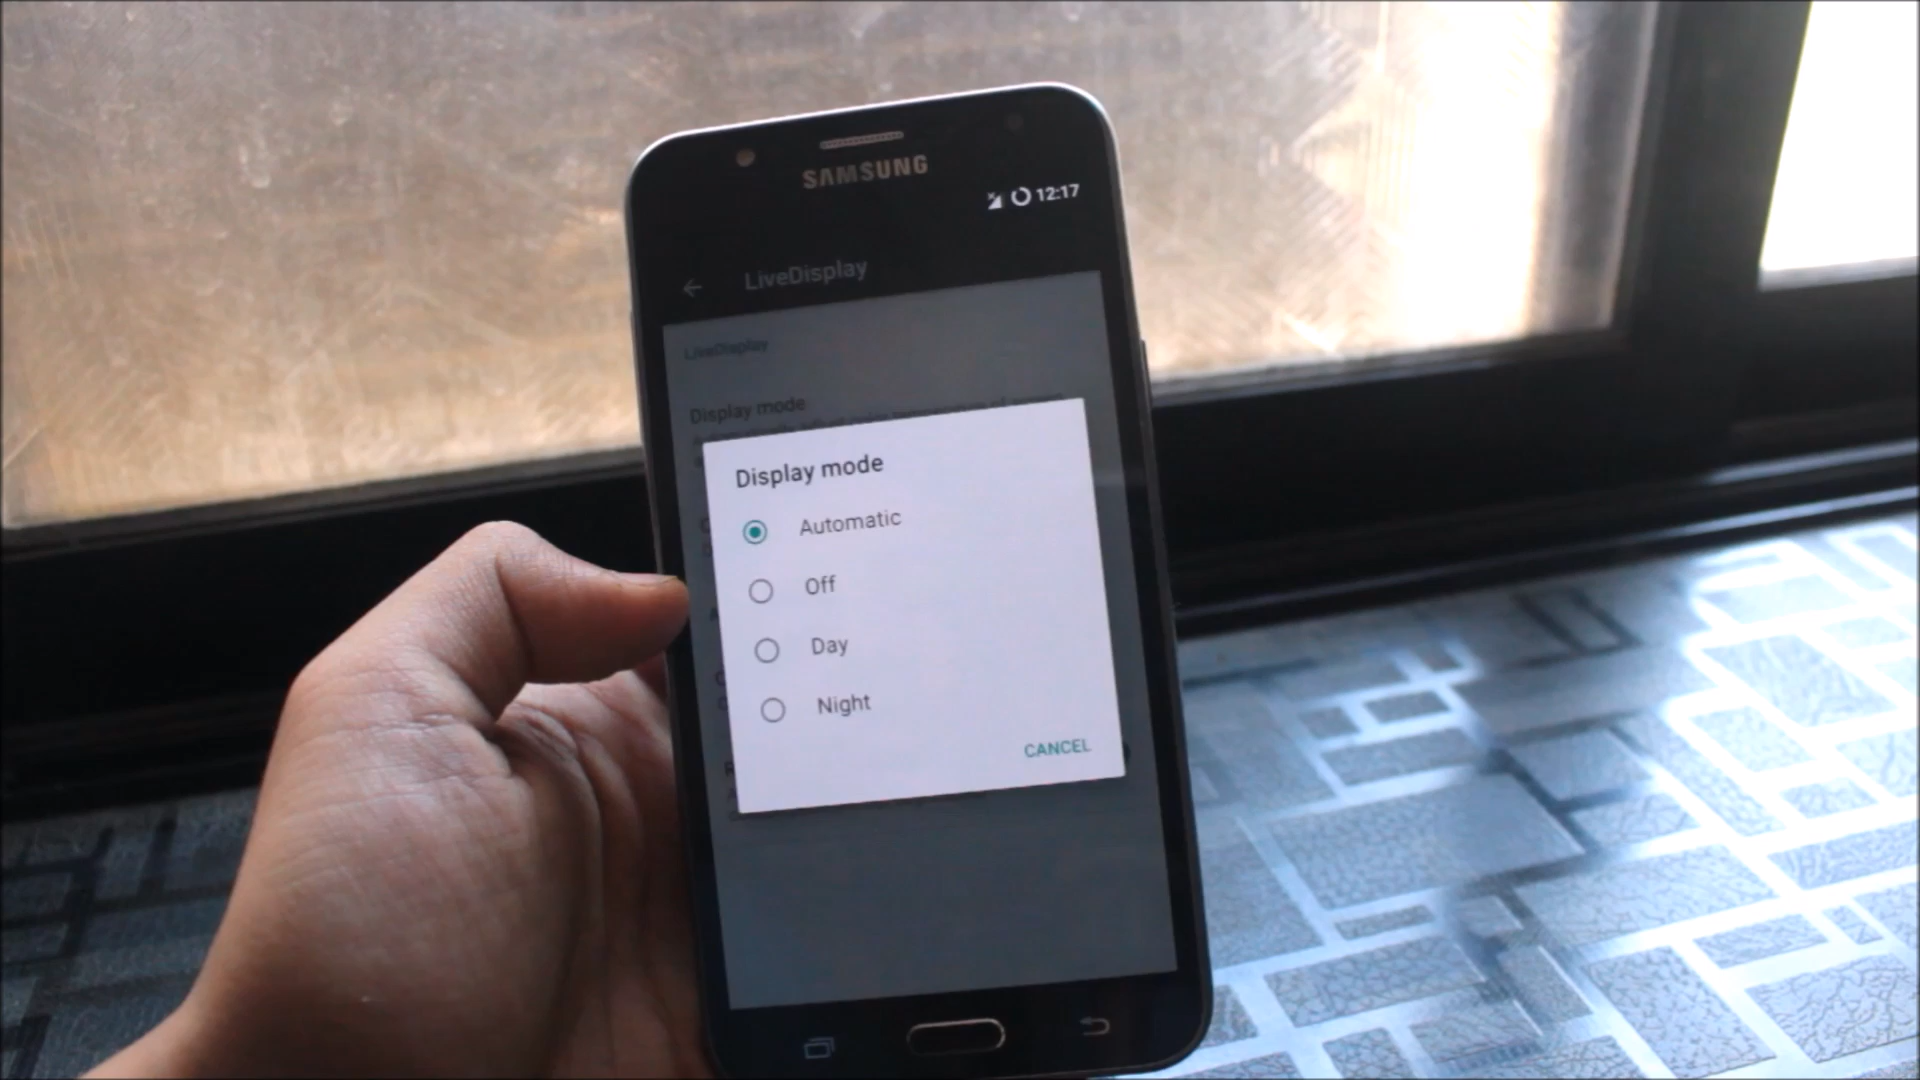 SAMSUNG
12:17
LiveDisplay
LiveDisplay
Display mode
Display mode
Automatic
Off
Day
Night
CANCEL